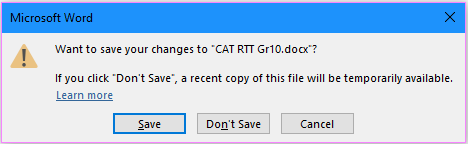 Microsoft Word
Want to save your changes to "CAT RTT Gr10.docx"?
If you click "Don't Save", a recent copy of this file will be temporarily available.
Learn more
Save Don't Save Cancel